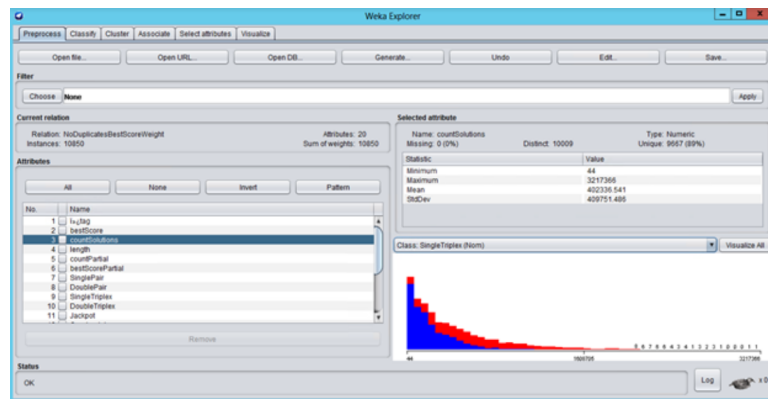 Weka Explorer
Preprocess Classify Cluster Associate Select attributes Visualize
Open file... Open URL... Open DB... Generate... Undo Edit... Save...
Filter
Choose None Apply
Current relation
Relation: NoDuplicatesBestScoreWeight Attributes: 20
Instances: 10850 Sum of weights: 10850
Attributes
All None Invert Pattern
No. Name
1 ï»¿tag
2 bestScore
3 countSolutions
4 length
5 countPartial
6 bestScorePartial
7 SinglePair
8 DoublePair
9 SingleTriplex
10 DoubleTriplex
11 Jackpot
Remove
Selected attribute
Name: countSolutions Type: Numeric
Missing: 0 (0%) Distinct: 10009 Unique: 9667 (89%)
Statistic Value
Minimum 44
Maximum 3217366
Mean 402336.541
StdDev 409751.486
Class: SingleTriplex (Nom) Visualize All
44 1608705 3217366
Status
OK Log x 0